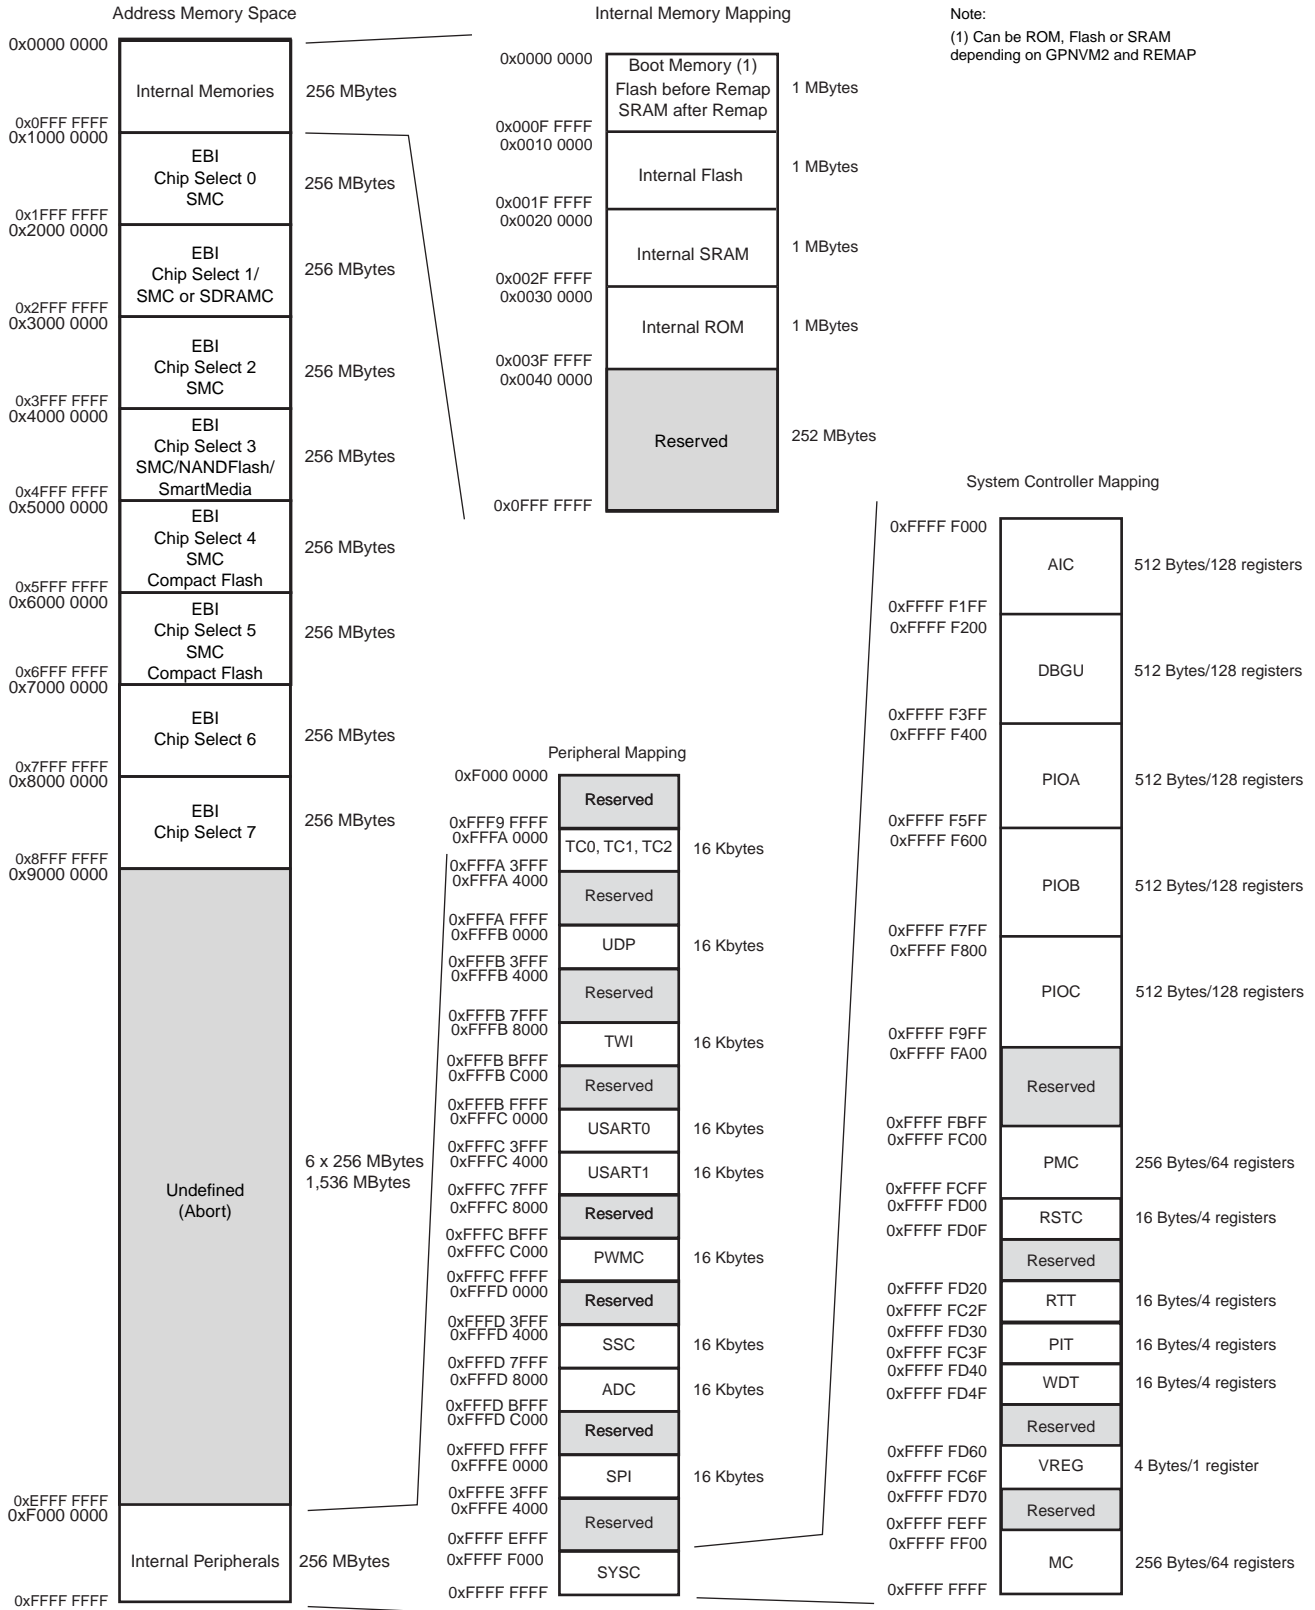 Address Memory Space
0x0000 0000
Internal Memories
256 MBytes
0x0FFF FFFF
0x1000 0000
EBI
Chip Select 0
SMC
256 MBytes
0x1FFF FFFF
0x2000 0000
EBI
Chip Select 1/
SMC or SDRAMC
256 MBytes
0x2FFF FFFF
0x3000 0000
EBI
Chip Select 2
SMC
256 MBytes
0x3FFF FFFF
0x4000 0000
EBI
Chip Select 3
SMC/NANDFlash/
SmartMedia
256 MBytes
0x4FFF FFFF
0x5000 0000
EBI
Chip Select 4
SMC
Compact Flash
256 MBytes
0x5FFF FFFF
0x6000 0000
EBI
Chip Select 5
SMC
Compact Flash
256 MBytes
0x6FFF FFFF
0x7000 0000
EBI
Chip Select 6
256 MBytes
0x7FFF FFFF
0x8000 0000
EBI
Chip Select 7
256 MBytes
0x8FFF FFFF
0x9000 0000
Undefined
(Abort)
6 x 256 MBytes
1,536 MBytes
0xEFFF FFFF
0xF000 0000
Internal Peripherals
256 MBytes
0xFFFF FFFF
Internal Memory Mapping
0x0000 0000
Boot Memory (1)
Flash before Remap
SRAM after Remap
1 MBytes
0x000F FFFF
0x0010 0000
Internal Flash
1 MBytes
0x001F FFFF
0x0020 0000
Internal SRAM
1 MBytes
0x002F FFFF
0x0030 0000
Internal ROM
1 MBytes
0x003F FFFF
0x0040 0000
Reserved
252 MBytes
0x0FFF FFFF
Note:
(1) Can be ROM, Flash or SRAM
depending on GPNVM2 and REMAP
Peripheral Mapping
0xF000 0000
Reserved
0xFFF9 FFFF
0xFFFA 0000
TC0, TC1, TC2
16 Kbytes
0xFFFA 3FFF
0xFFFA 4000
Reserved
0xFFFA FFFF
0xFFFB 0000
UDP
16 Kbytes
0xFFFB 3FFF
0xFFFB 4000
Reserved
0xFFFB 7FFF
0xFFFB 8000
TWI
16 Kbytes
0xFFFB BFFF
0xFFFB C000
Reserved
0xFFFB FFFF
0xFFFC 0000
USART0
16 Kbytes
0xFFFC 3FFF
0xFFFC 4000
USART1
16 Kbytes
0xFFFC 7FFF
0xFFFC 8000
Reserved
0xFFFC BFFF
0xFFFC C000
PWMC
16 Kbytes
0xFFFC FFFF
0xFFFD 0000
Reserved
0xFFFD 3FFF
0xFFFD 4000
SSC
16 Kbytes
0xFFFD 7FFF
0xFFFD 8000
ADC
16 Kbytes
0xFFFD BFFF
0xFFFD C000
Reserved
0xFFFD FFFF
0xFFFE 0000
SPI
16 Kbytes
0xFFFE 3FFF
0xFFFE 4000
Reserved
0xFFFF EFFF
0xFFFF F000
SYSC
0xFFFF FFFF
System Controller Mapping
0xFFFF F000
AIC
512 Bytes/128 registers
0xFFFF F1FF
0xFFFF F200
DBGU
512 Bytes/128 registers
0xFFFF F3FF
0xFFFF F400
PIOA
512 Bytes/128 registers
0xFFFF F5FF
0xFFFF F600
PIOB
512 Bytes/128 registers
0xFFFF F7FF
0xFFFF F800
PIOC
512 Bytes/128 registers
0xFFFF F9FF
0xFFFF FA00
Reserved
0xFFFF FBFF
0xFFFF FC00
PMC
256 Bytes/64 registers
0xFFFF FCFF
0xFFFF FD00
RSTC
16 Bytes/4 registers
0xFFFF FD0F
Reserved
0xFFFF FD20
RTT
16 Bytes/4 registers
0xFFFF FC2F
0xFFFF FD30
PIT
16 Bytes/4 registers
0xFFFF FC3F
0xFFFF FD40
WDT
16 Bytes/4 registers
0xFFFF FD4F
Reserved
0xFFFF FD60
VREG
4 Bytes/1 register
0xFFFF FC6F
0xFFFF FD70
Reserved
0xFFFF FEFF
0xFFFF FF00
MC
256 Bytes/64 registers
0xFFFF FFFF